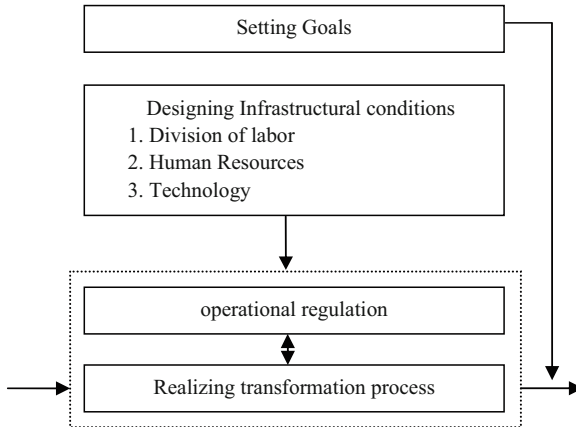 Setting Goals
Designing Infrastructural conditions
1. Division of labor
2. Human Resources
3. Technology
operational regulation
Realizing transformation process